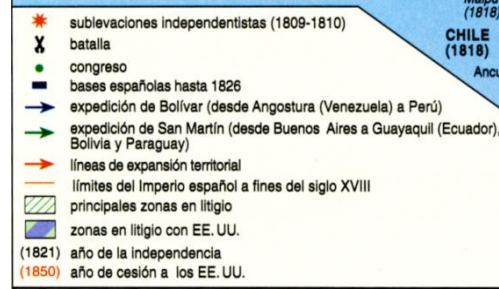 Maipú
(1818)
CHILE
(1818)
Ancu
sublevaciones independentistas (1809-1810)
batalla
congreso
bases españolas hasta 1826
expedición de Bolívar (desde Angostura (Venezuela) a Perú)
expedición de San Martín (desde Buenos Aires a Guayaquil (Ecuador),
Bolivia y Paraguay)
líneas de expansión territorial
límites del Imperio español a fines del siglo XVIII
principales zonas en litigio
zonas en litigio con EE. UU.
(1821) año de la independencia
(1850) año de cesión a los EE. UU.